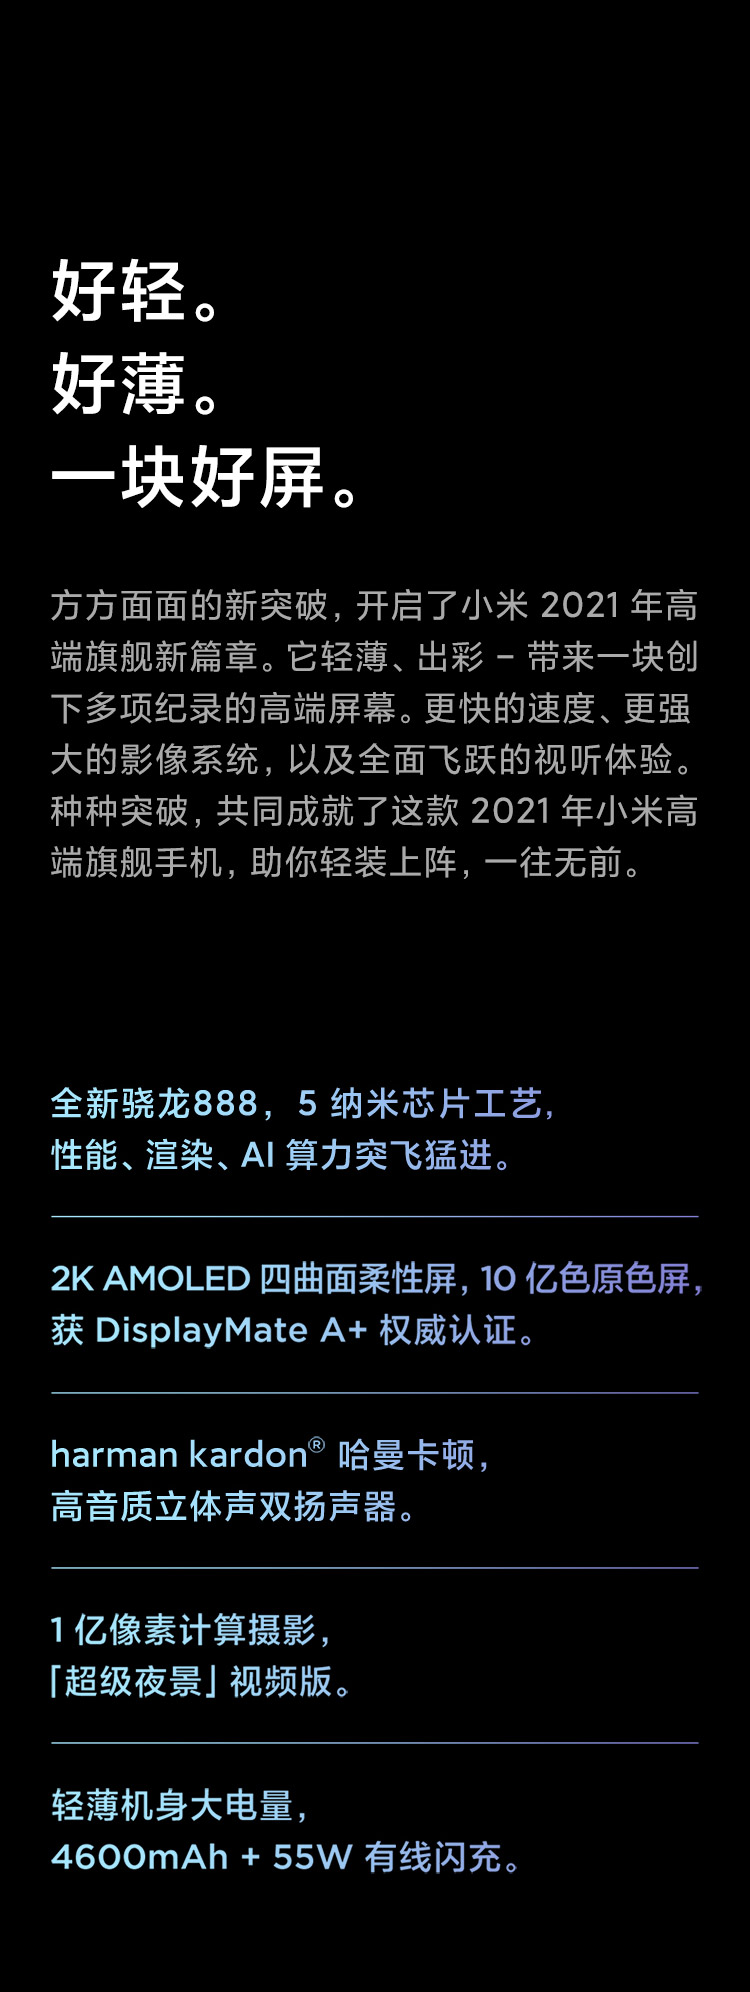 好轻。
好薄。
一块好屏。
方方面面的新突破，开启了小米 2021 年高
端旗舰新篇章。它轻薄、出彩 – 带来一块创
下多项纪录的高端屏幕。更快的速度、更强
大的影像系统，以及全面飞跃的视听体验。
种种突破，共同成就了这款 2021 年小米高
端旗舰手机，助你轻装上阵，一往无前。
全新骁龙888，5 纳米芯片工艺，
性能、渲染、AI 算力突飞猛进。
2K AMOLED 四曲面柔性屏，10 亿色原色屏，
获 DisplayMate A+ 权威认证。
harman kardon® 哈曼卡顿，
高音质立体声双扬声器。
1 亿像素计算摄影，
「超级夜景」视频版。
轻薄机身大电量，
4600mAh + 55W 有线闪充。